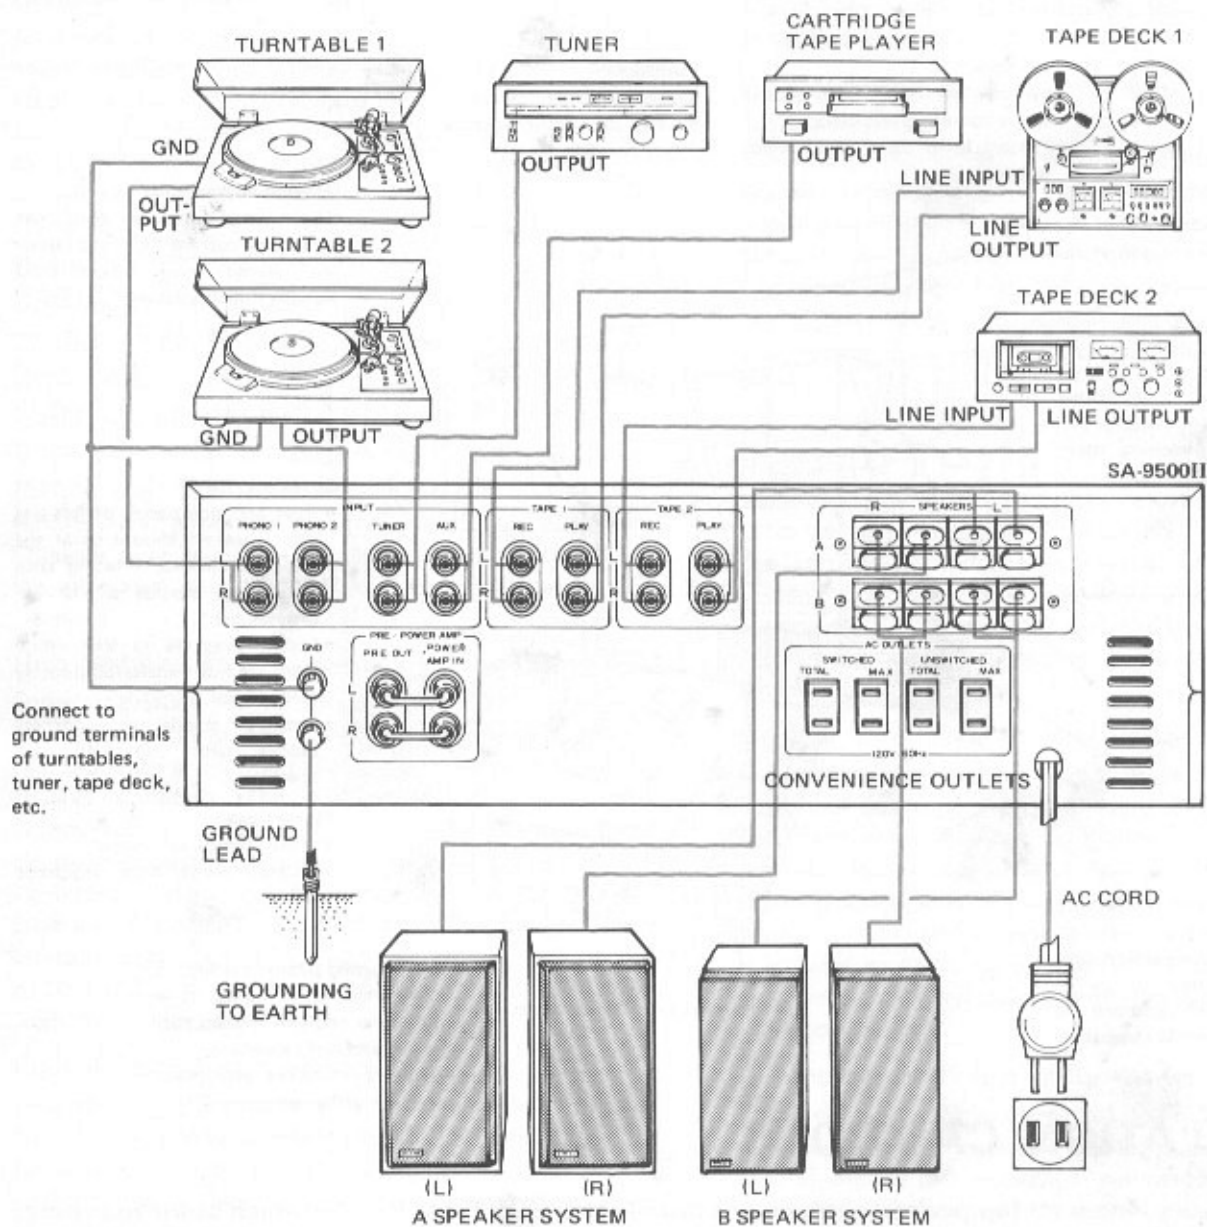 TURNTABLE 1
TUNER
CARTRIDGE
TAPE PLAYER
TAPE DECK 1
GND
OUTPUT
OUTPUT
LINE INPUT
OUT-
PUT
LINE
OUTPUT
TURNTABLE 2
TAPE DECK 2
GND
OUTPUT
LINE INPUT
LINE OUTPUT
SA-9500II
INPUT
TAPE 1
TAPE 2
R SPEAKERS L
PHONO 1
PHONO 2
TUNER
AUX
REC
PLAY
REC
PLAY
A
L
L
L
R
R
R
B
GND
PRE / POWER AMP
PRE OUT
POWER
AMP IN
L
R
AC OUTLETS
SWITCHED
UNSWITCHED
TOTAL
MAX
TOTAL
MAX
120V 60Hz
CONVENIENCE OUTLETS
Connect to
ground terminals
of turntables,
tuner, tape deck,
etc.
GROUND
LEAD
AC CORD
GROUNDING
TO EARTH
(L)
(R)
(L)
(R)
A SPEAKER SYSTEM
B SPEAKER SYSTEM